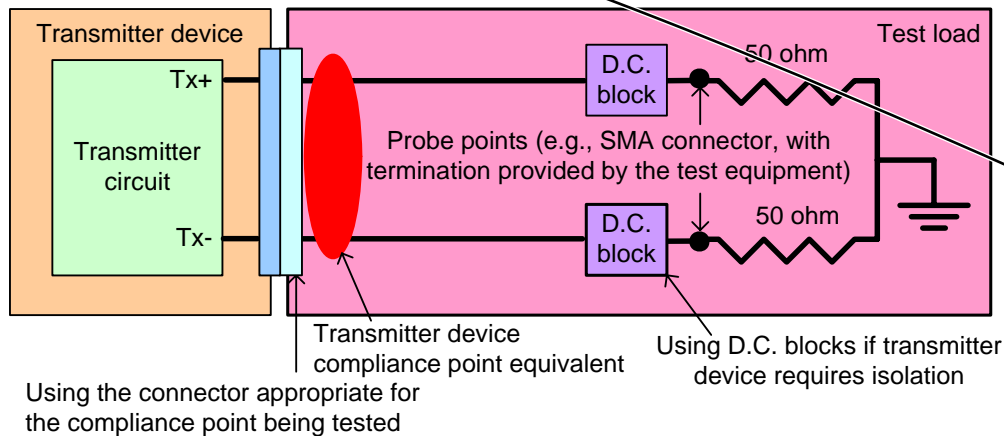 Transmitter device
Test load
Tx+
D.C.
block
50 ohm
Transmitter
circuit
Probe points (e.g., SMA connector, with
termination provided by the test equipment)
Tx-
D.C.
block
50 ohm
Transmitter device
compliance point equivalent
Using D.C. blocks if transmitter
device requires isolation
Using the connector appropriate for
the compliance point being tested